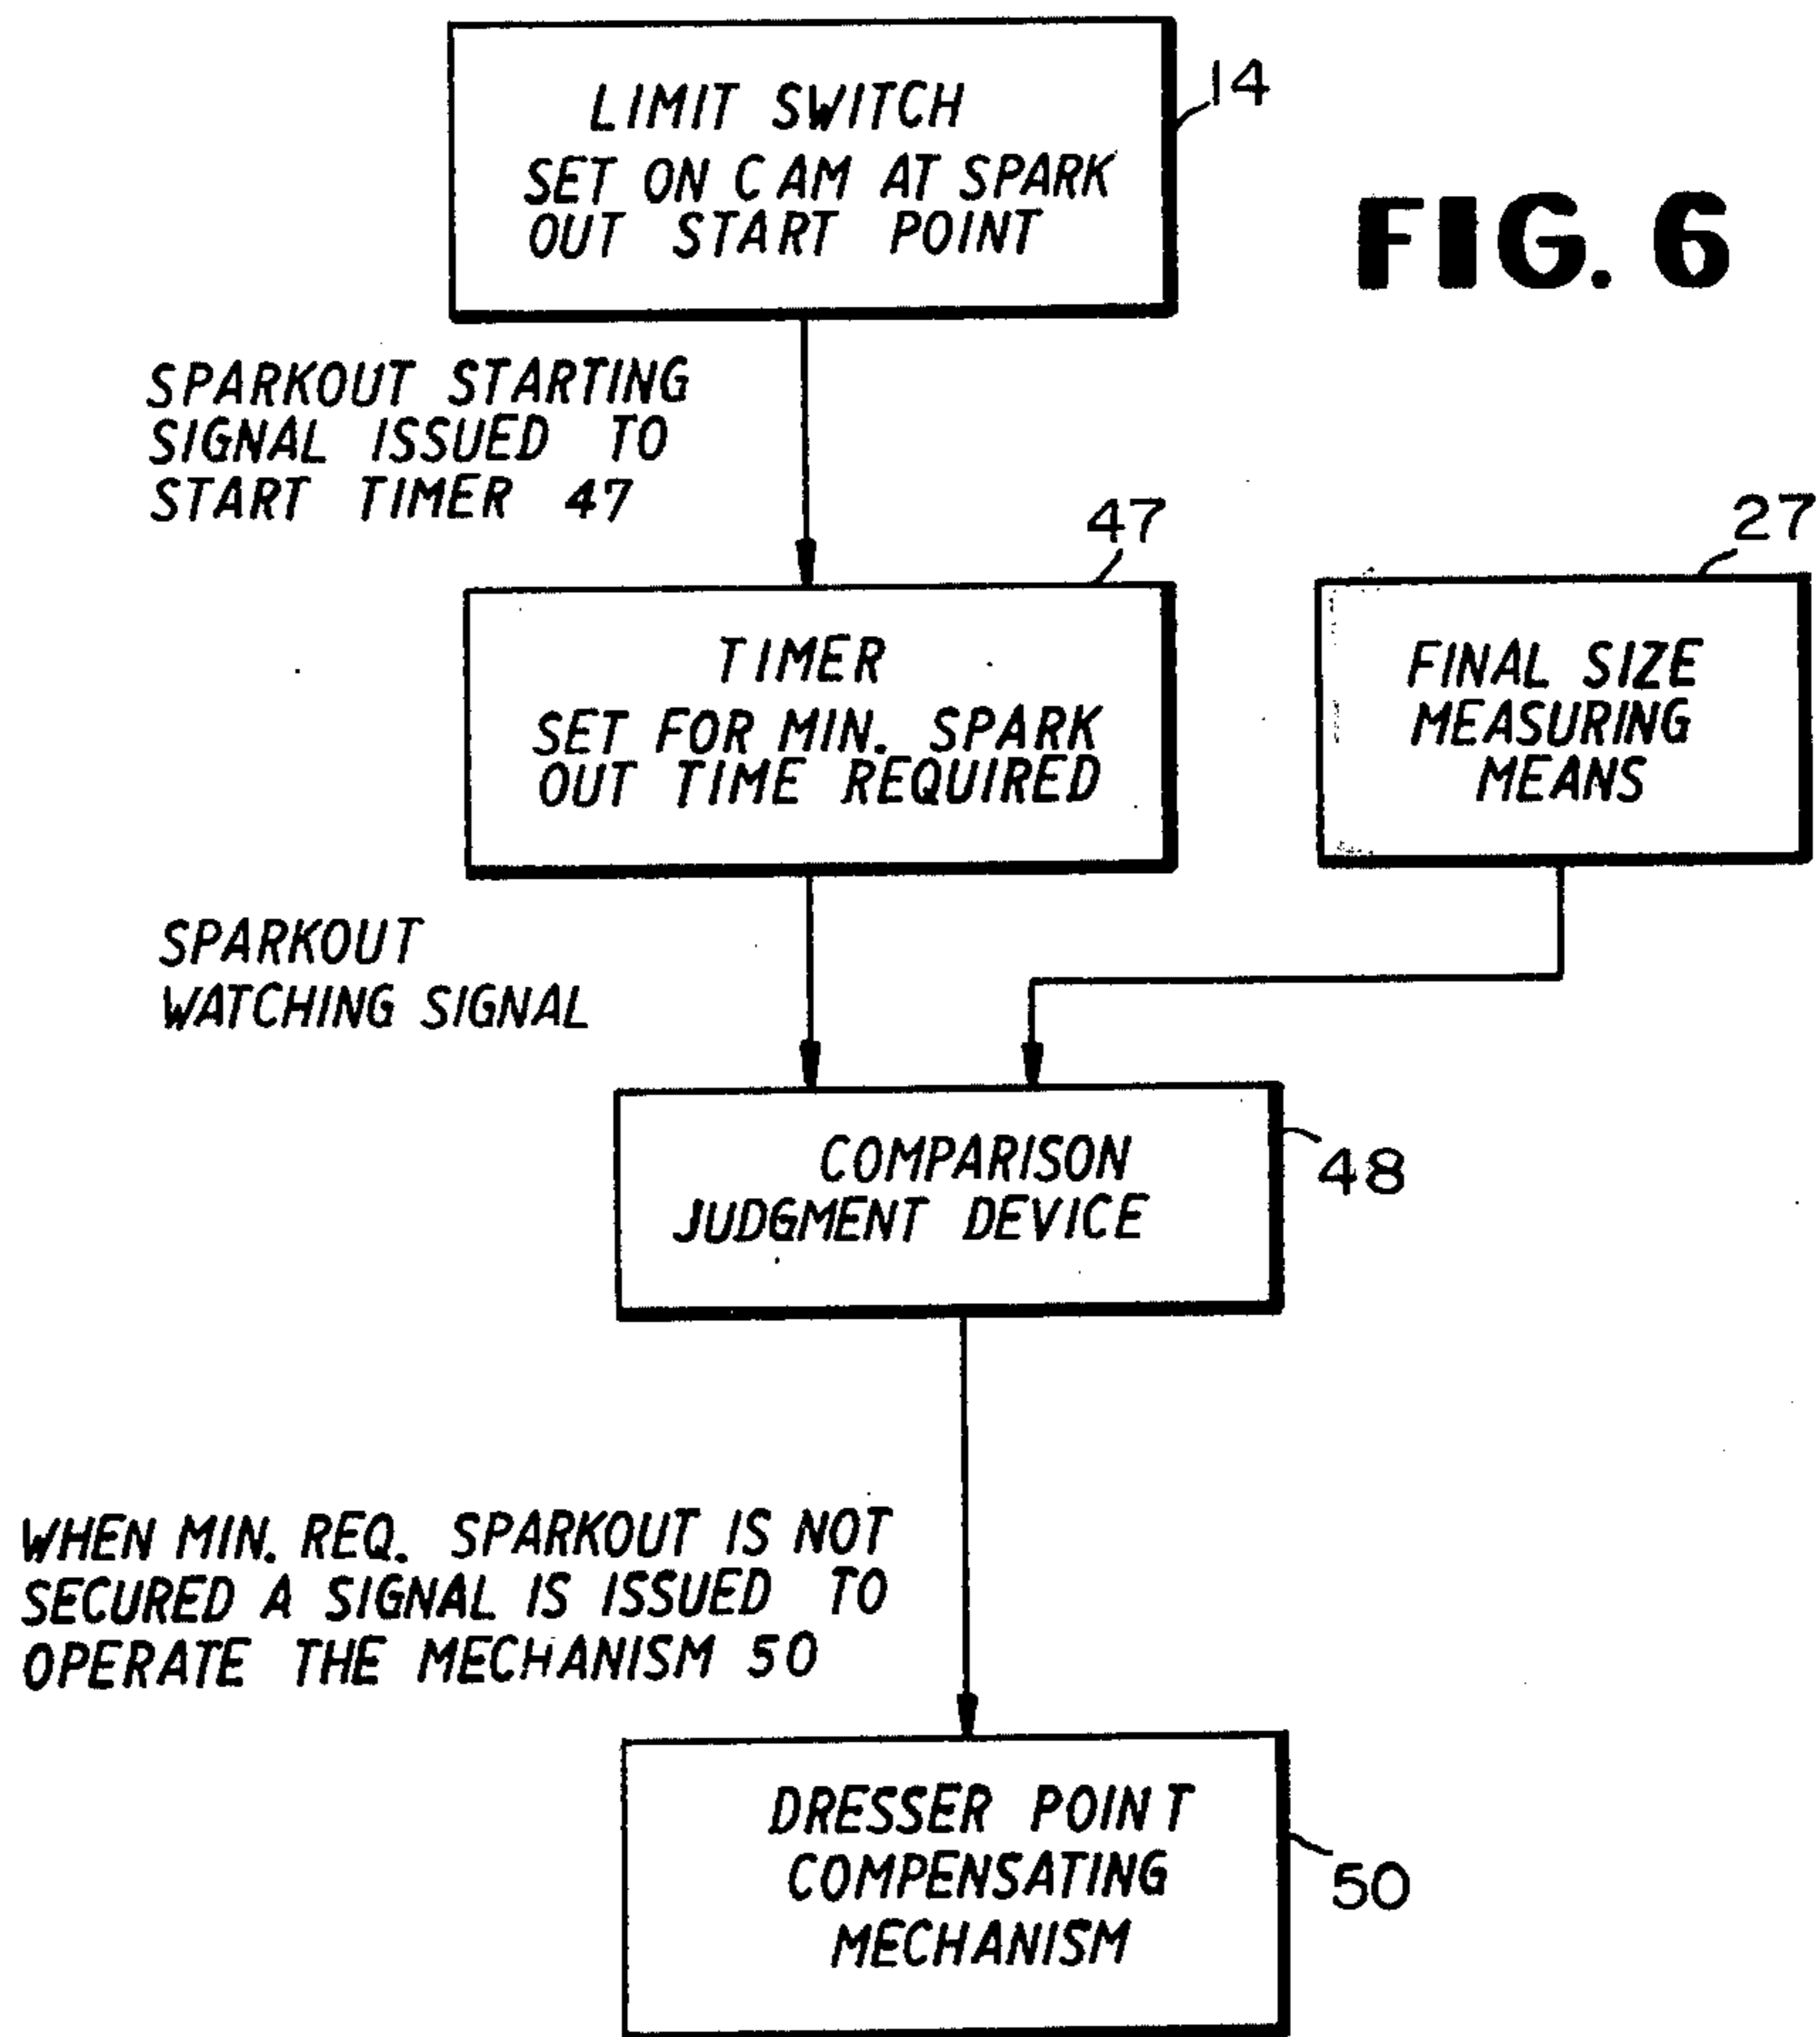 LIMIT SWITCH
SET ON CAM AT SPARK
OUT START POINT
14
FIG. 6
SPARKOUT STARTING
SIGNAL ISSUED TO
START TIMER 47
47
27
TIMER
SET FOR MIN. SPARK
OUT TIME REQUIRED
FINAL SIZE
MEASURING
MEANS
SPARKOUT
WATCHING SIGNAL
COMPARISON
JUDGMENT DEVICE
48
WHEN MIN. REQ. SPARKOUT IS NOT
SECURED A SIGNAL IS ISSUED TO
OPERATE THE MECHANISM 50
DRESSER POINT
COMPENSATING
MECHANISM
50